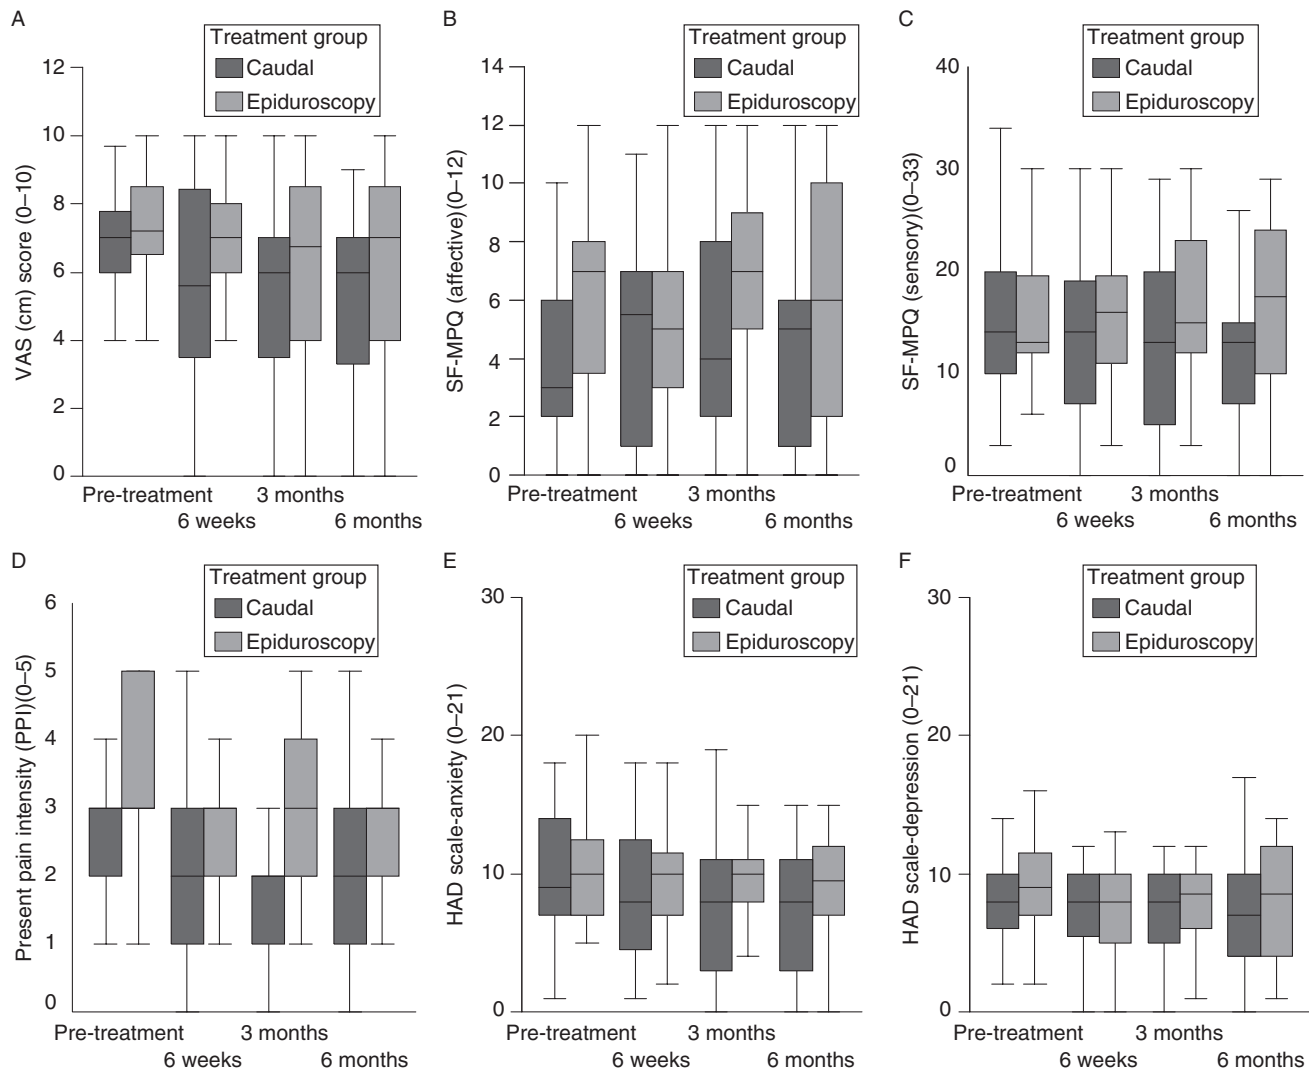 A
Treatment group
Caudal
Epiduroscopy
VAS (cm) score (0–10)
12
10
8
6
4
2
0
Pre-treatment
3 months
6 weeks
6 months
B
Treatment group
Caudal
Epiduroscopy
SF-MPQ (affective)(0–12)
14
12
10
8
6
4
2
0
Pre-treatment
3 months
6 weeks
6 months
C
Treatment group
Caudal
Epiduroscopy
SF-MPQ (sensory)(0–33)
40
30
20
10
0
Pre-treatment
3 months
6 weeks
6 months
D
Treatment group
Caudal
Epiduroscopy
Present pain intensity (PPI)(0–5)
6
5
4
3
2
1
0
Pre-treatment
3 months
6 weeks
6 months
E
Treatment group
Caudal
Epiduroscopy
HAD scale-anxiety (0–21)
30
20
10
0
Pre-treatment
3 months
6 weeks
6 months
F
Treatment group
Caudal
Epiduroscopy
HAD scale-depression (0–21)
30
20
10
0
Pre-treatment
3 months
6 weeks
6 months